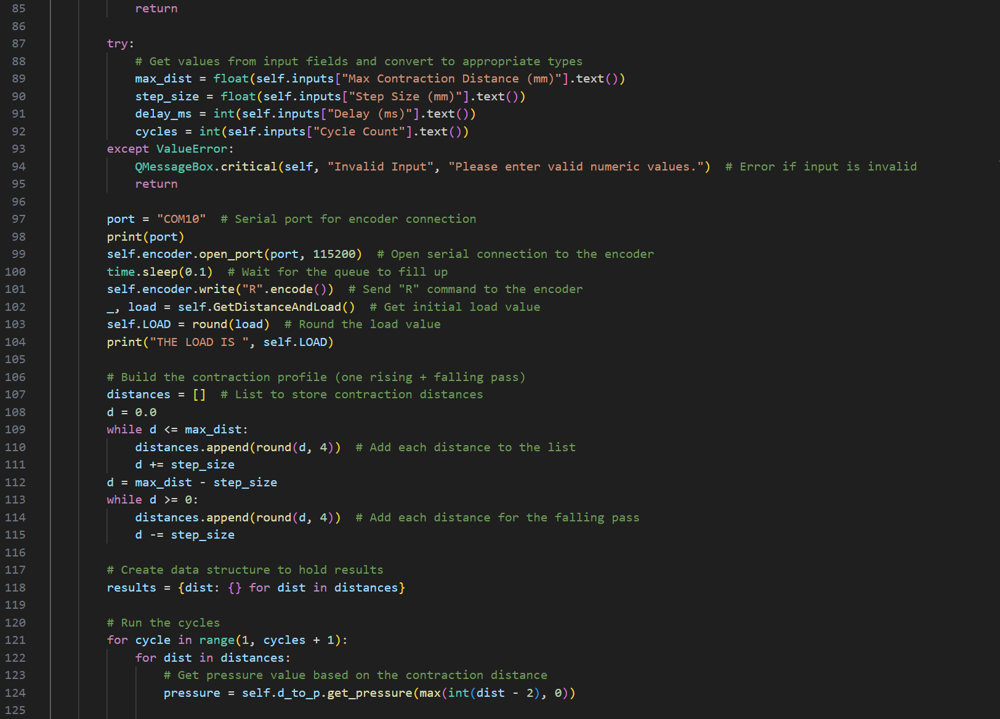 85 return
86
87 try:
88 # Get values from input fields and convert to appropriate types
89 max_dist = float(self.inputs["Max Contraction Distance (mm)"].text())
90 step_size = float(self.inputs["Step Size (mm)"].text())
91 delay_ms = int(self.inputs["Delay (ms)"].text())
92 cycles = int(self.inputs["Cycle Count"].text())
93 except ValueError:
94 QMessageBox.critical(self, "Invalid Input", "Please enter valid numeric values.")  # Error if input is invalid
95 return
96
97 port = "COM10"  # Serial port for encoder connection
98 print(port)
99 self.encoder.open_port(port, 115200)  # Open serial connection to the encoder
100 time.sleep(0.1)  # Wait for the queue to fill up
101 self.encoder.write("R".encode())  # Send "R" command to the encoder
102 _, load = self.GetDistanceAndLoad()  # Get initial load value
103 self.LOAD = round(load)  # Round the load value
104 print("THE LOAD IS ", self.LOAD)
105
106 # Build the contraction profile (one rising + falling pass)
107 distances = []  # List to store contraction distances
108 d = 0.0
109 while d <= max_dist:
110 distances.append(round(d, 4))  # Add each distance to the list
111 d += step_size
112 d = max_dist - step_size
113 while d >= 0:
114 distances.append(round(d, 4))  # Add each distance for the falling pass
115 d -= step_size
116
117 # Create data structure to hold results
118 results = {dist: {} for dist in distances}
119
120 # Run the cycles
121 for cycle in range(1, cycles + 1):
122 for dist in distances:
123 # Get pressure value based on the contraction distance
124 pressure = self.d_to_p.get_pressure(max(int(dist - 2), 0))
125